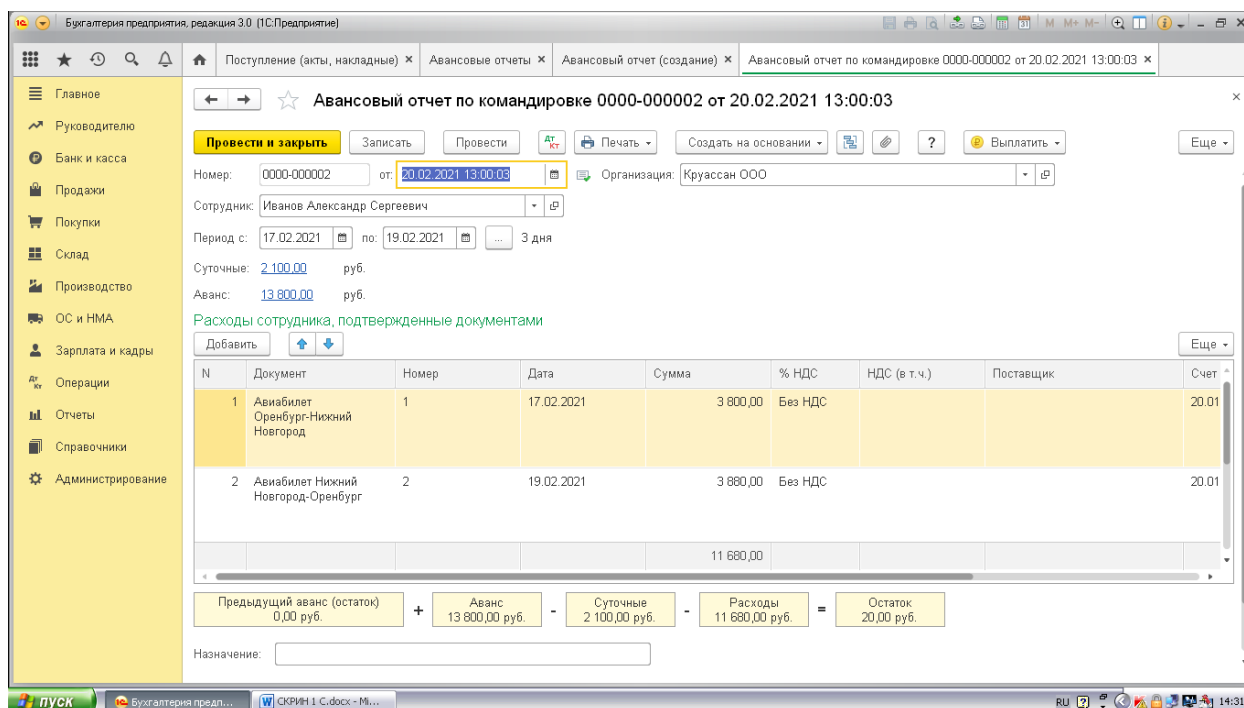 Бухгалтерия предприятия, редакция 3.0 (1С:Предприятие)
M M+ M-
Поступление (акты, накладные) × Авансовые отчеты × Авансовый отчет (создание) × Авансовый отчет по командировке 0000-000002 от 20.02.2021 13:00:03 ×
Главное
Руководителю
Банк и касса
Продажи
Покупки
Склад
Производство
ОС и НМА
Зарплата и кадры
Операции
Отчеты
Справочники
Администрирование
Авансовый отчет по командировке 0000-000002 от 20.02.2021 13:00:03
Провести и закрыть Записать Провести Дт Кт Печать Создать на основании ? Выплатить Еще
Номер: 0000-000002 от: 20.02.2021 13:00:03 Организация: Круассан ООО
Сотрудник: Иванов Александр Сергеевич
Период с: 17.02.2021 по: 19.02.2021 ... 3 дня
Суточные: 2 100,00 руб.
Аванс: 13 800,00 руб.
Расходы сотрудника, подтвержденные документами
Добавить Еще
N Документ Номер Дата Сумма % НДС НДС (в т.ч.) Поставщик Счет
1 Авиабилет 1 17.02.2021 3 800,00 Без НДС 20.01
Оренбург-Нижний
Новгород
2 Авиабилет Нижний 2 19.02.2021 3 880,00 Без НДС 20.01
Новгород-Оренбург
11 680,00
Предыдущий аванс (остаток) + Аванс - Суточные - Расходы = Остаток
0,00 руб. 13 800,00 руб. 2 100,00 руб. 11 680,00 руб. 20,00 руб.
Назначение:
пуск Бухгалтерия предп... СКРИН 1 С.docx - Mi... RU 14:31